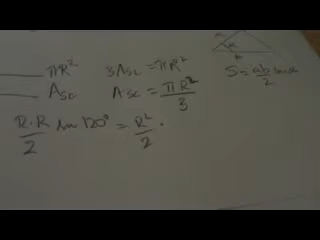 πR² 3A_SC = πR²
A_SC A_SC = πR²/3
S = ab/2 sin α
R·R/2 sin 120° = R²/2 ·